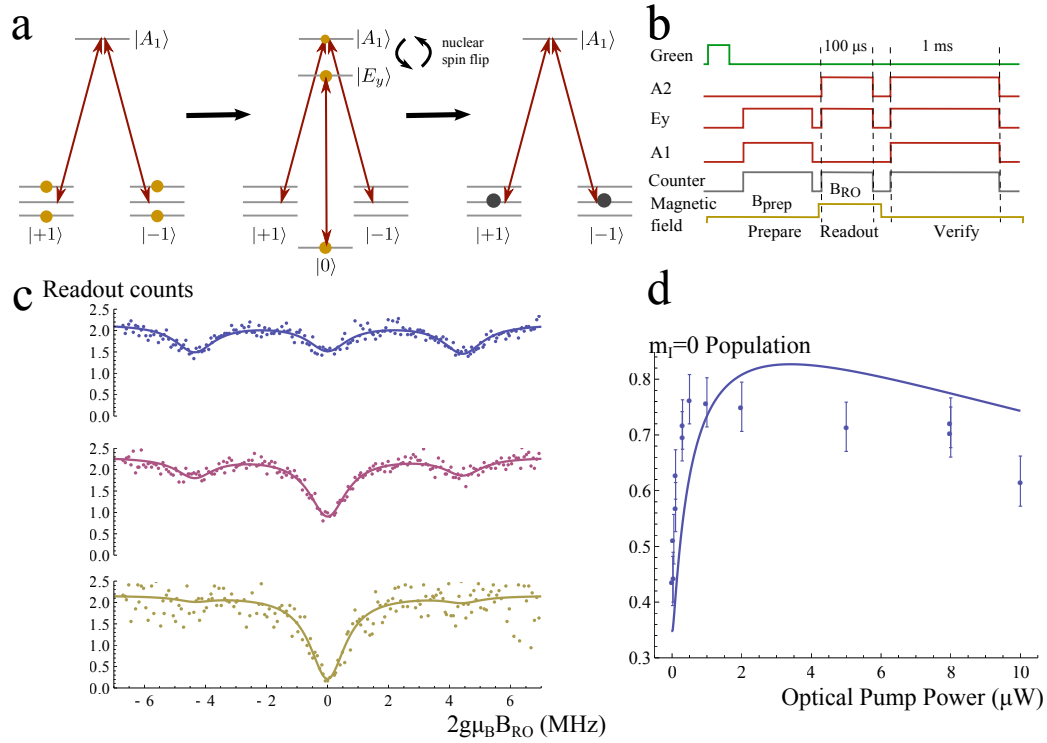 a
|A₁⟩
|+1⟩
|−1⟩
|A₁⟩
|E_y⟩
nuclear
spin flip
|+1⟩
|−1⟩
|0⟩
|A₁⟩
|+1⟩
|−1⟩
b
100 μs
1 ms
Green
A2
Ey
A1
Counter
Magnetic
field
B_prep
B_RO
Prepare
Readout
Verify
c
Readout counts
2.5
2.0
1.5
1.0
0.5
0.0
2.5
2.0
1.5
1.0
0.5
0.0
2.5
2.0
1.5
1.0
0.5
0.0
- 6
- 4
- 2
0
2
4
6
2gμ_BB_RO (MHz)
d
m_I=0 Population
0.8
0.7
0.6
0.5
0.4
0.3
0
2
4
6
8
10
Optical Pump Power (μW)